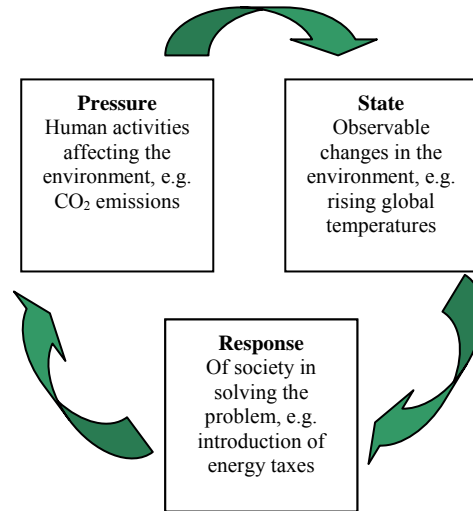 Pressure
Human activities
affecting the
environment, e.g.
CO₂ emissions
State
Observable
changes in the
environment, e.g.
rising global
temperatures
Response
Of society in
solving the
problem, e.g.
introduction of
energy taxes